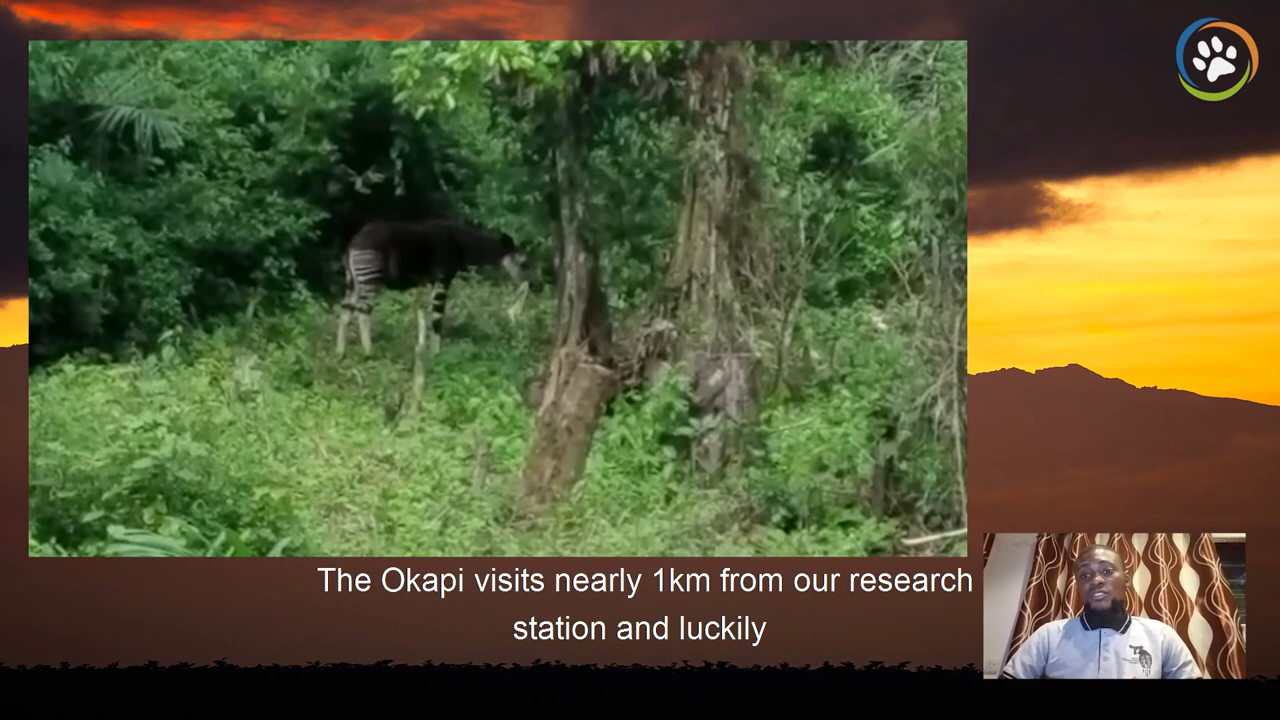 The Okapi visits nearly 1km from our research
station and luckily